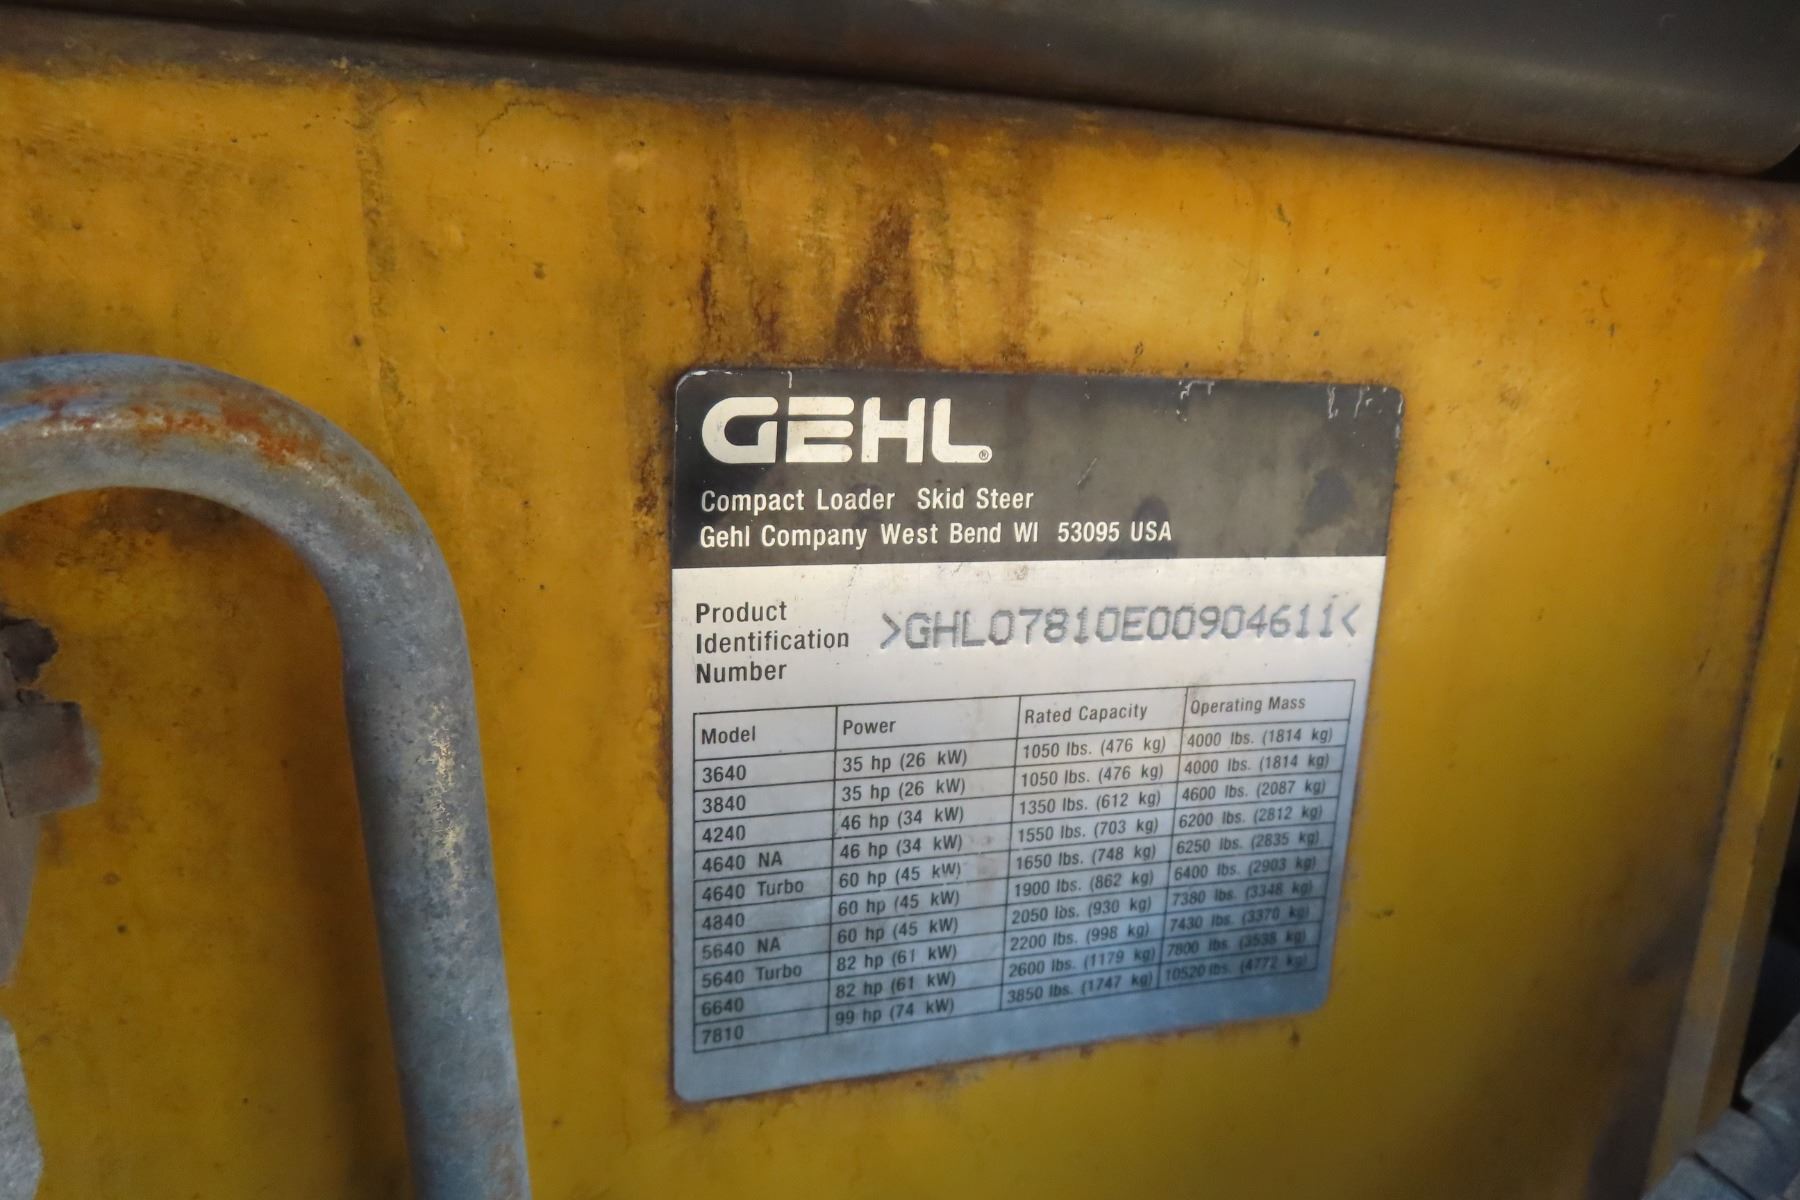 GEHL®
Compact Loader Skid Steer
Gehl Company West Bend WI 53095 USA
Product
Identification
Number
>GHL07810E00904611<
Model Power Rated Capacity Operating Mass
3640 35 hp (26 kW) 1050 lbs. (476 kg) 4000 lbs. (1814 kg)
3840 35 hp (26 kW) 1050 lbs. (476 kg) 4000 lbs. (1814 kg)
4240 46 hp (34 kW) 1350 lbs. (612 kg) 4600 lbs. (2087 kg)
4640 NA 46 hp (34 kW) 1550 lbs. (703 kg) 6200 lbs. (2812 kg)
4640 Turbo 60 hp (45 kW) 1650 lbs. (748 kg) 6250 lbs. (2835 kg)
4840 60 hp (45 kW) 1900 lbs. (862 kg) 6400 lbs. (2903 kg)
5640 NA 60 hp (45 kW) 2050 lbs. (930 kg) 7380 lbs. (3348 kg)
5640 Turbo 82 hp (61 kW) 2200 lbs. (998 kg) 7430 lbs. (3370 kg)
6640 82 hp (61 kW) 2600 lbs. (1179 kg) 7800 lbs. (3538 kg)
7810 99 hp (74 kW) 3850 lbs. (1747 kg) 10520 lbs. (4772 kg)